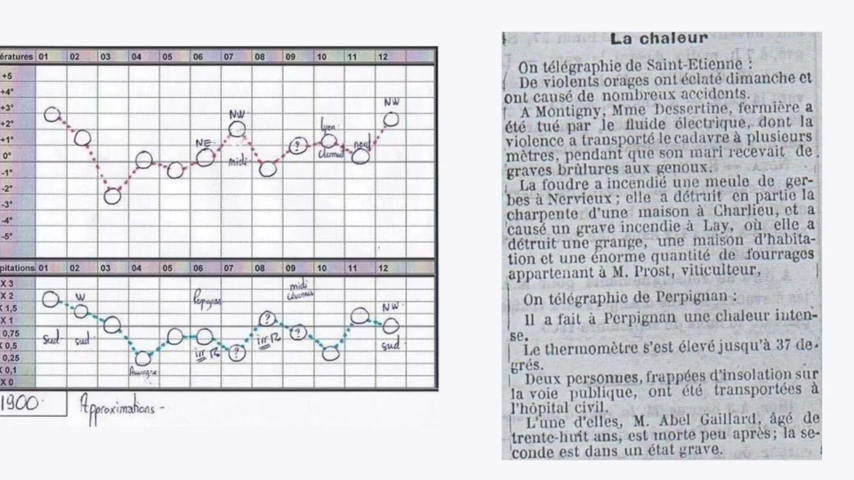 ératures 01 02 03 04 05 06 07 08 09 10 11 12
+5
+4°
+3°
+2°
+1°
0°
-1°
-2°
-3°
-4°
-5°
NW
NE
NW
midi
?
Lyon
neuf
pitations 01 02 03 04 05 06 07 08 09 10 11 12
X 3
X 2
X 1,5
X 1
0,75
X 0,5
0,25
X 0,1
X 0
W
midi
NW
sud
sud
?
?
?
irr R
irr R
sud
1900
Approximations -
La chaleur
On télégraphie de Saint-Etienne :
De violents orages ont éclaté dimanche et
ont causé de nombreux accidents.
A Montigny, Mme Dessertine, fermière a
été tué par le fluide électrique, dont la
violence a transporté le cadavre à plusieurs
mètres, pendant que son mari recevait de
graves brûlures aux genoux.
La foudre a incendié une meule de ger-
bes à Nervieux ; elle a détruit en partie la
charpente d'une maison à Charlieu, et a
causé un grave incendie à Lay, où elle a
détruit une grange, une maison d'habita-
tion et une énorme quantité de fourrages
appartenant à M. Prost, viticulteur,
On télégraphie de Perpignan :
Il a fait à Perpignan une chaleur inten-
se.
Le thermomètre s'est élevé jusqu'à 37 de-
grés.
Deux personnes, frappées d'insolation sur
la voie publique, ont été transportées à
l'hôpital civil.
L'une d'elles, M. Abel Gaillard, âgé de
trente-huit ans, est morte peu après ; la se-
conde est dans un état grave.